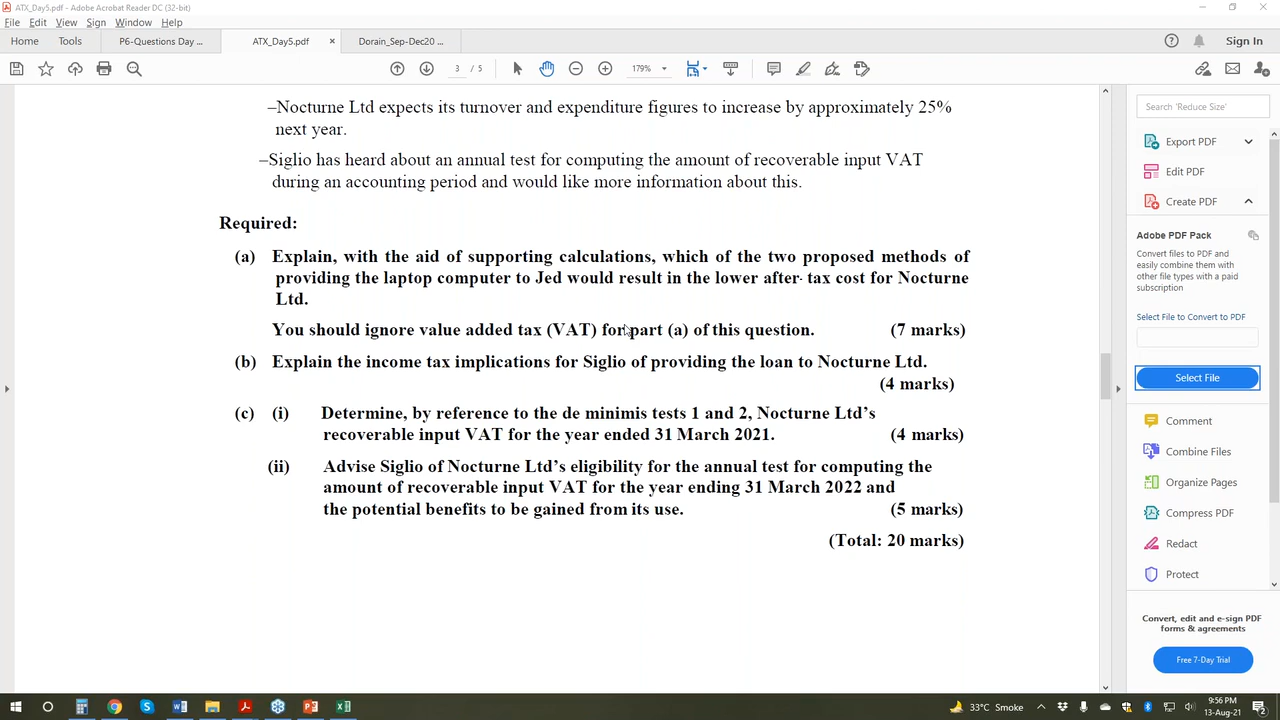 ATX_Day5.pdf - Adobe Acrobat Reader DC (32-bit)
File Edit View Sign Window Help
Home Tools P6-Questions Day ... ATX_Day5.pdf × Dorain_Sep-Dec20 ... Sign In
3 / 5 179%
–Nocturne Ltd expects its turnover and expenditure figures to increase by approximately 25%
next year.
–Siglio has heard about an annual test for computing the amount of recoverable input VAT
during an accounting period and would like more information about this.
Required:
(a) Explain, with the aid of supporting calculations, which of the two proposed methods of
providing the laptop computer to Jed would result in the lower after- tax cost for Nocturne
Ltd.
You should ignore value added tax (VAT) for part (a) of this question. (7 marks)
(b) Explain the income tax implications for Siglio of providing the loan to Nocturne Ltd.
(4 marks)
(c) (i) Determine, by reference to the de minimis tests 1 and 2, Nocturne Ltd’s
recoverable input VAT for the year ended 31 March 2021. (4 marks)
(ii) Advise Siglio of Nocturne Ltd’s eligibility for the annual test for computing the
amount of recoverable input VAT for the year ending 31 March 2022 and
the potential benefits to be gained from its use. (5 marks)
(Total: 20 marks)
Search 'Reduce Size'
Export PDF
Edit PDF
Create PDF
Adobe PDF Pack
Convert files to PDF and
easily combine them with
other file types with a paid
subscription
Select File to Convert to PDF
Select File
Comment
Combine Files
Organize Pages
Compress PDF
Redact
Protect
Convert, edit and e-sign PDF
forms & agreements
Free 7-Day Trial
33°C Smoke
9:56 PM
13-Aug-21
2